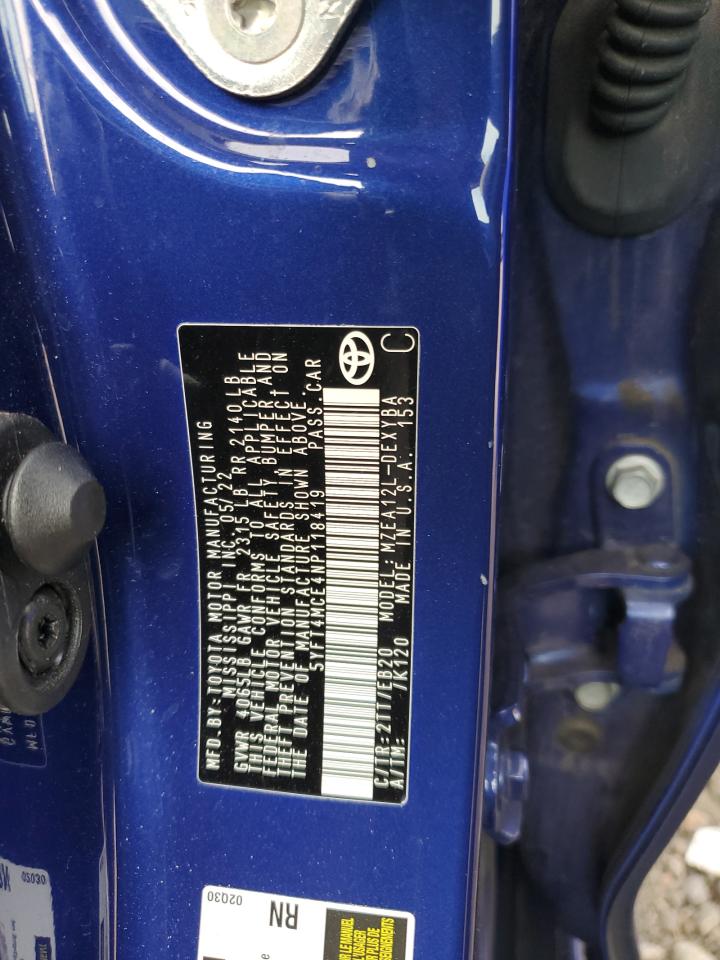 MFD.BY:TOYOTA MOTOR MANUFACTURING
MISSISSIPPI INC. 05/22
GVWR 4065LB GAWR FR 2315 LB RR 2140 LB
THIS VEHICLE CONFORMS TO ALL APPLICABLE
FEDERAL MOTOR VEHICLE SAFETY, BUMPER, AND
THEFT PREVENTION STANDARDS IN EFFECT ON
THE DATE OF MANUFACTURE SHOWN ABOVE.
5YFT4MCE4NP118419 PASS.CAR
C/TR:2TT/EB20 MODEL:MZEA12L-DEXYBA
A/TM: /K120 MADE IN U.S.A. 153
C
02Q30
RN